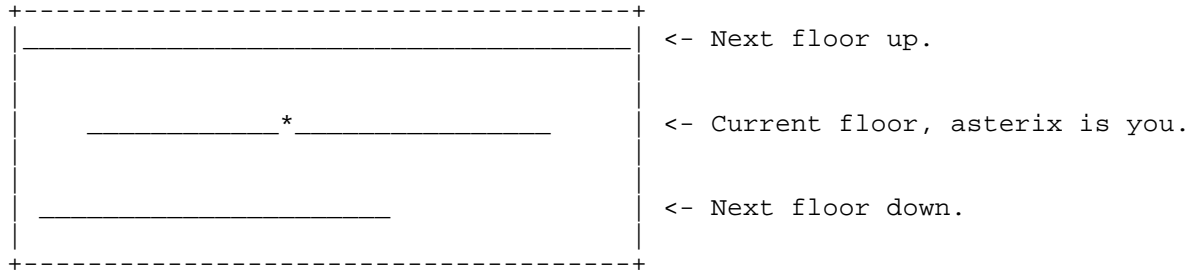 <- Next floor up.
* <- Current floor, asterix is you.
<- Next floor down.